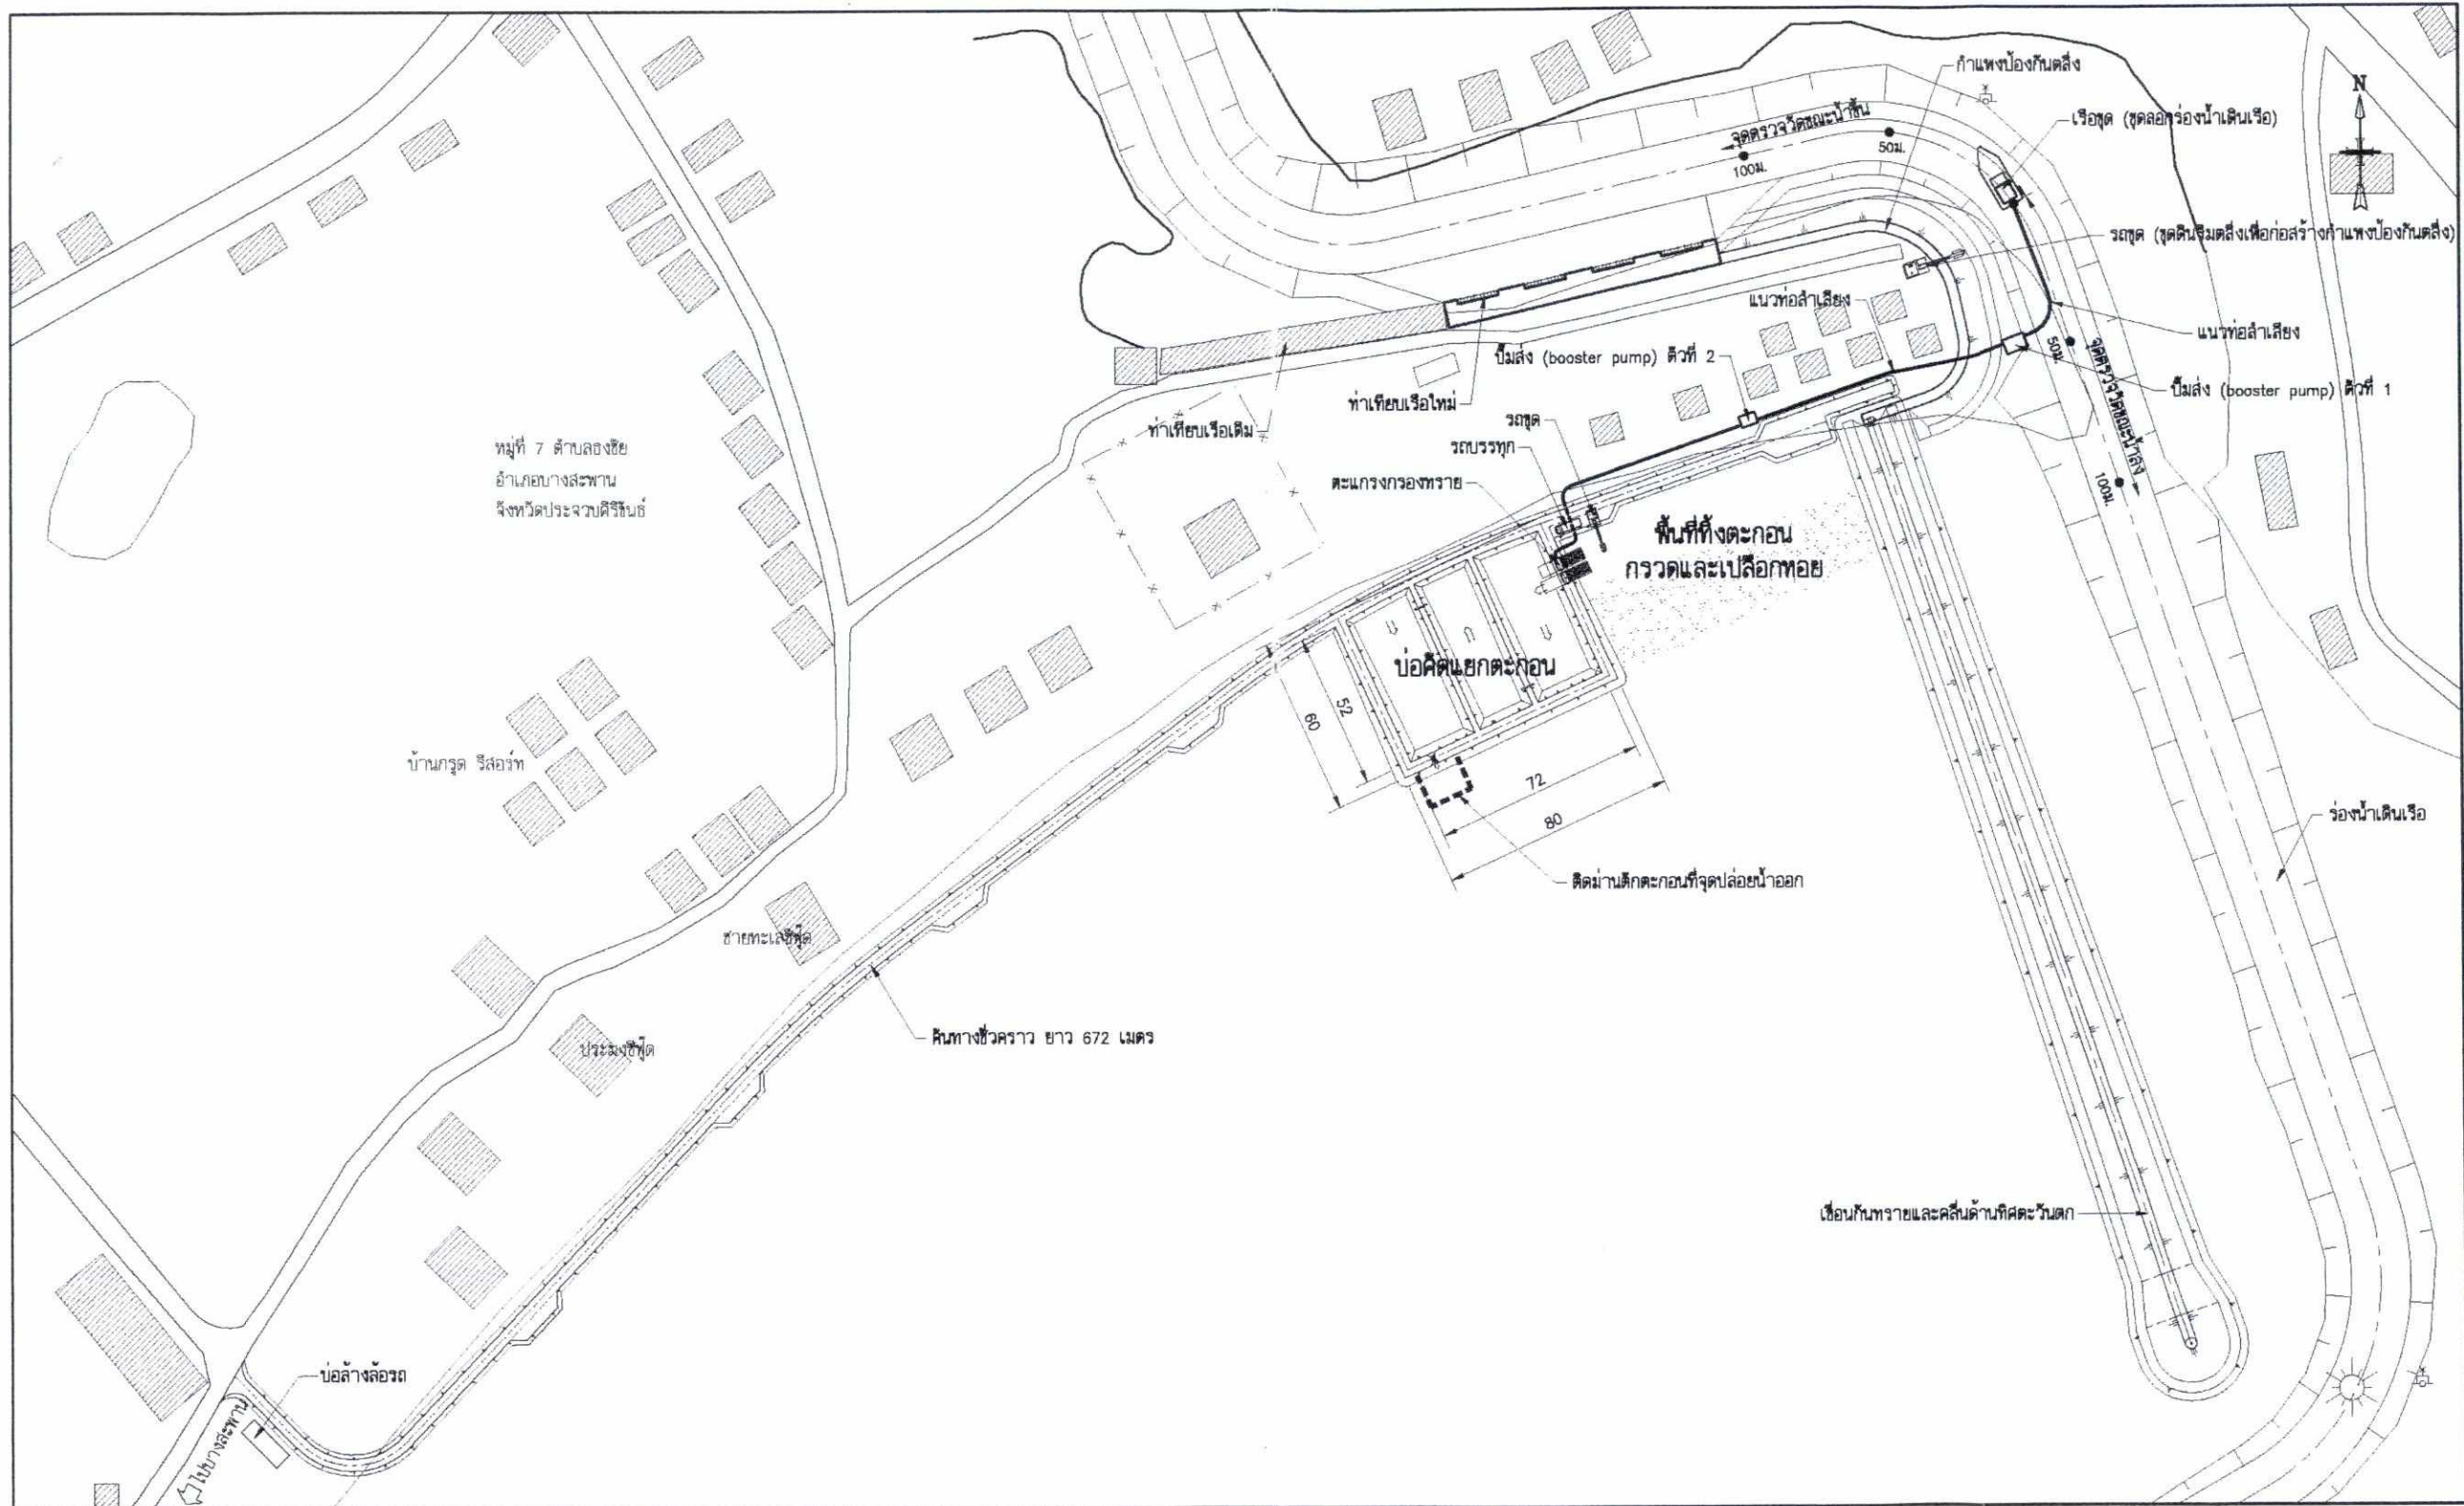 กำแพงป้องกันตลิ่ง
N
เรือขุด (ขุดลอกร่องน้ำเดินเรือ)
จุดตรวจวัดขณะน้ำขึ้น
50ม.
100ม.
รถขุด (ขุดดินริมตลิ่งเพื่อก่อสร้างกำแพงป้องกันตลิ่ง)
แนวท่อลำเลียง
แนวท่อลำเลียง
ปั๊มส่ง (booster pump) ตัวที่ 2
50ม.
จุดตรวจวัดขณะน้ำลง
100ม.
ปั๊มส่ง (booster pump) ตัวที่ 1
ท่าเทียบเรือใหม่
ท่าเทียบเรือเดิม
รถขุด
รถบรรทุก
ตะแกรงกรองทราย
หมู่ที่ 7 ตำบลธงชัย
อำเภอบางสะพาน
จังหวัดประจวบคีรีขันธ์
พื้นที่ทิ้งตะกอน
กรวดและเปลือกหอย
บ่อคัดแยกตะกอน
52
60
72
80
บ้านกรูด รีสอร์ท
ร่องน้ำเดินเรือ
ติดม่านดักตะกอนที่จุดปล่อยน้ำออก
ชายทะเลซีฟู้ด
คันทางชั่วคราว ยาว 672 เมตร
ประมงซีฟู้ด
เขื่อนกันทรายและคลื่นด้านทิศตะวันตก
บ่อล้างล้อรถ
ไปบางสะพาน